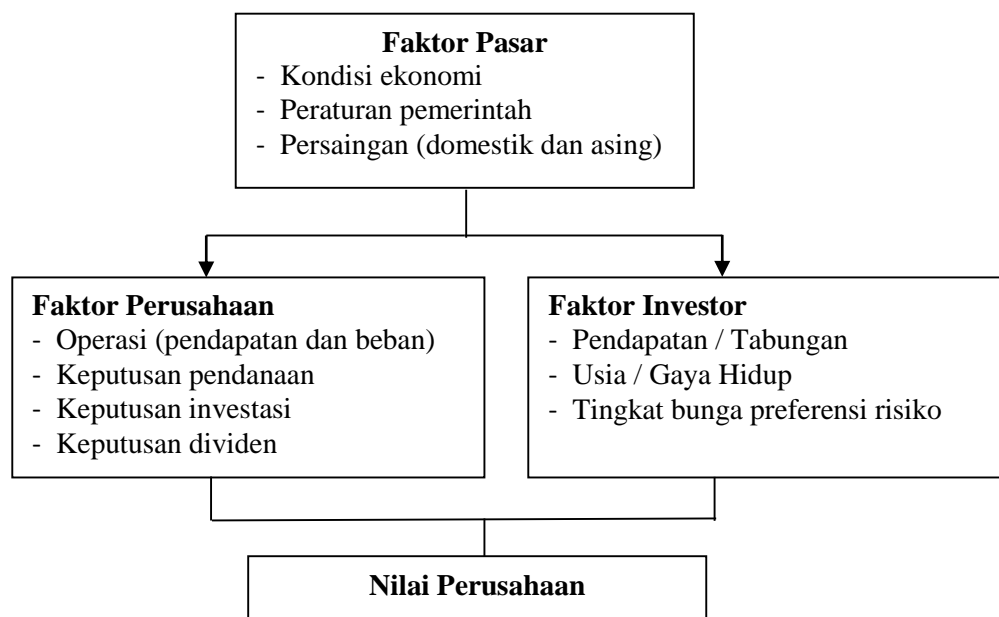 Faktor Pasar
- Kondisi ekonomi
- Peraturan pemerintah
- Persaingan (domestik dan asing)
Faktor Perusahaan
- Operasi (pendapatan dan beban)
- Keputusan pendanaan
- Keputusan investasi
- Keputusan dividen
Faktor Investor
- Pendapatan / Tabungan
- Usia / Gaya Hidup
- Tingkat bunga preferensi risiko
Nilai Perusahaan